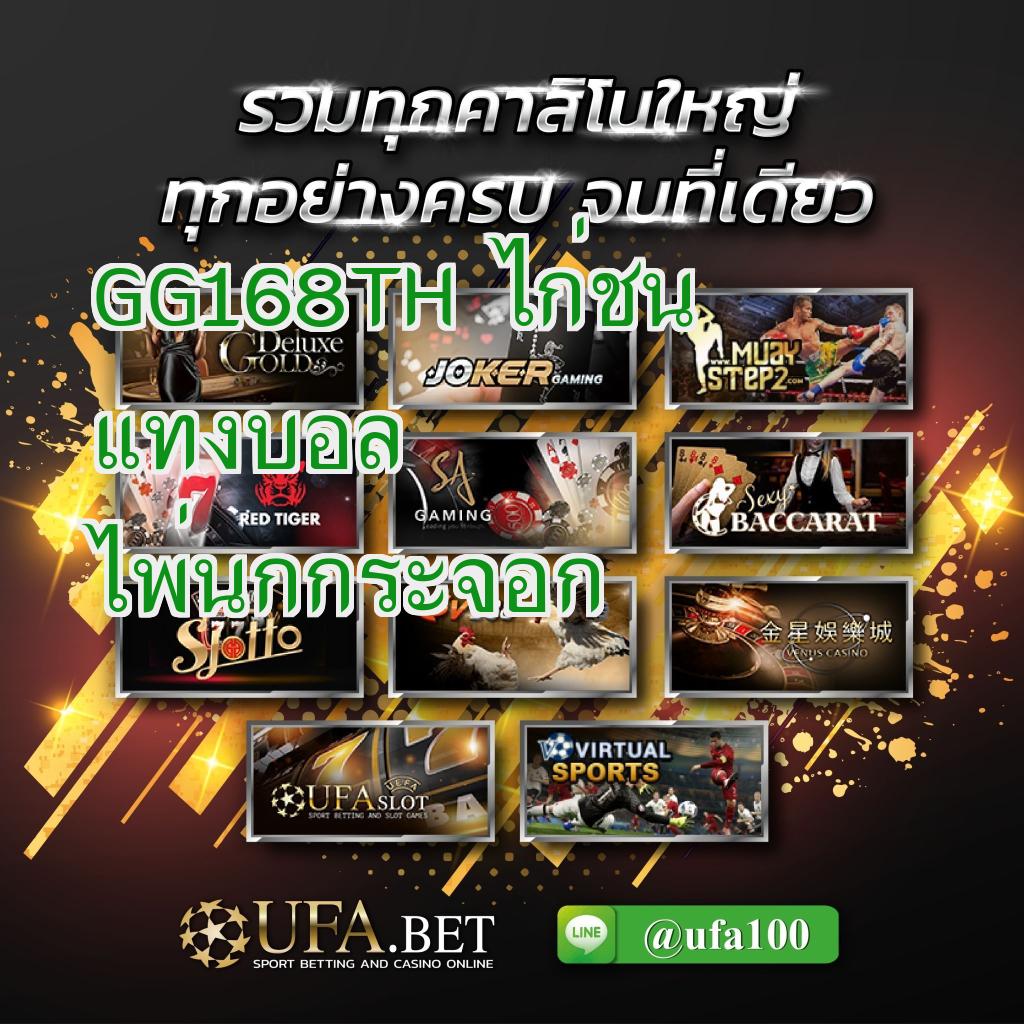 รวมทุกคาสิโนใหญ่
ทุกอย่างครบ จบที่เดียว
GG168TH ไก่ชน
Deluxe
GOLD
JOKER GAMING
WWW.MUAY
STEP2.COM
แทงบอล
7
RED TIGER
SA
GAMING
Sexy
BACCARAT
ไพ่นกกระจอก
Slotto
金星娛樂城
VENUS CASINO
UEFA
UFA SLOT
SPORT BETTING AND SLOT GAMES
VIRTUAL
SPORTS
UFA.BET
SPORT BETTING AND CASINO ONLINE
LINE
@ufa100